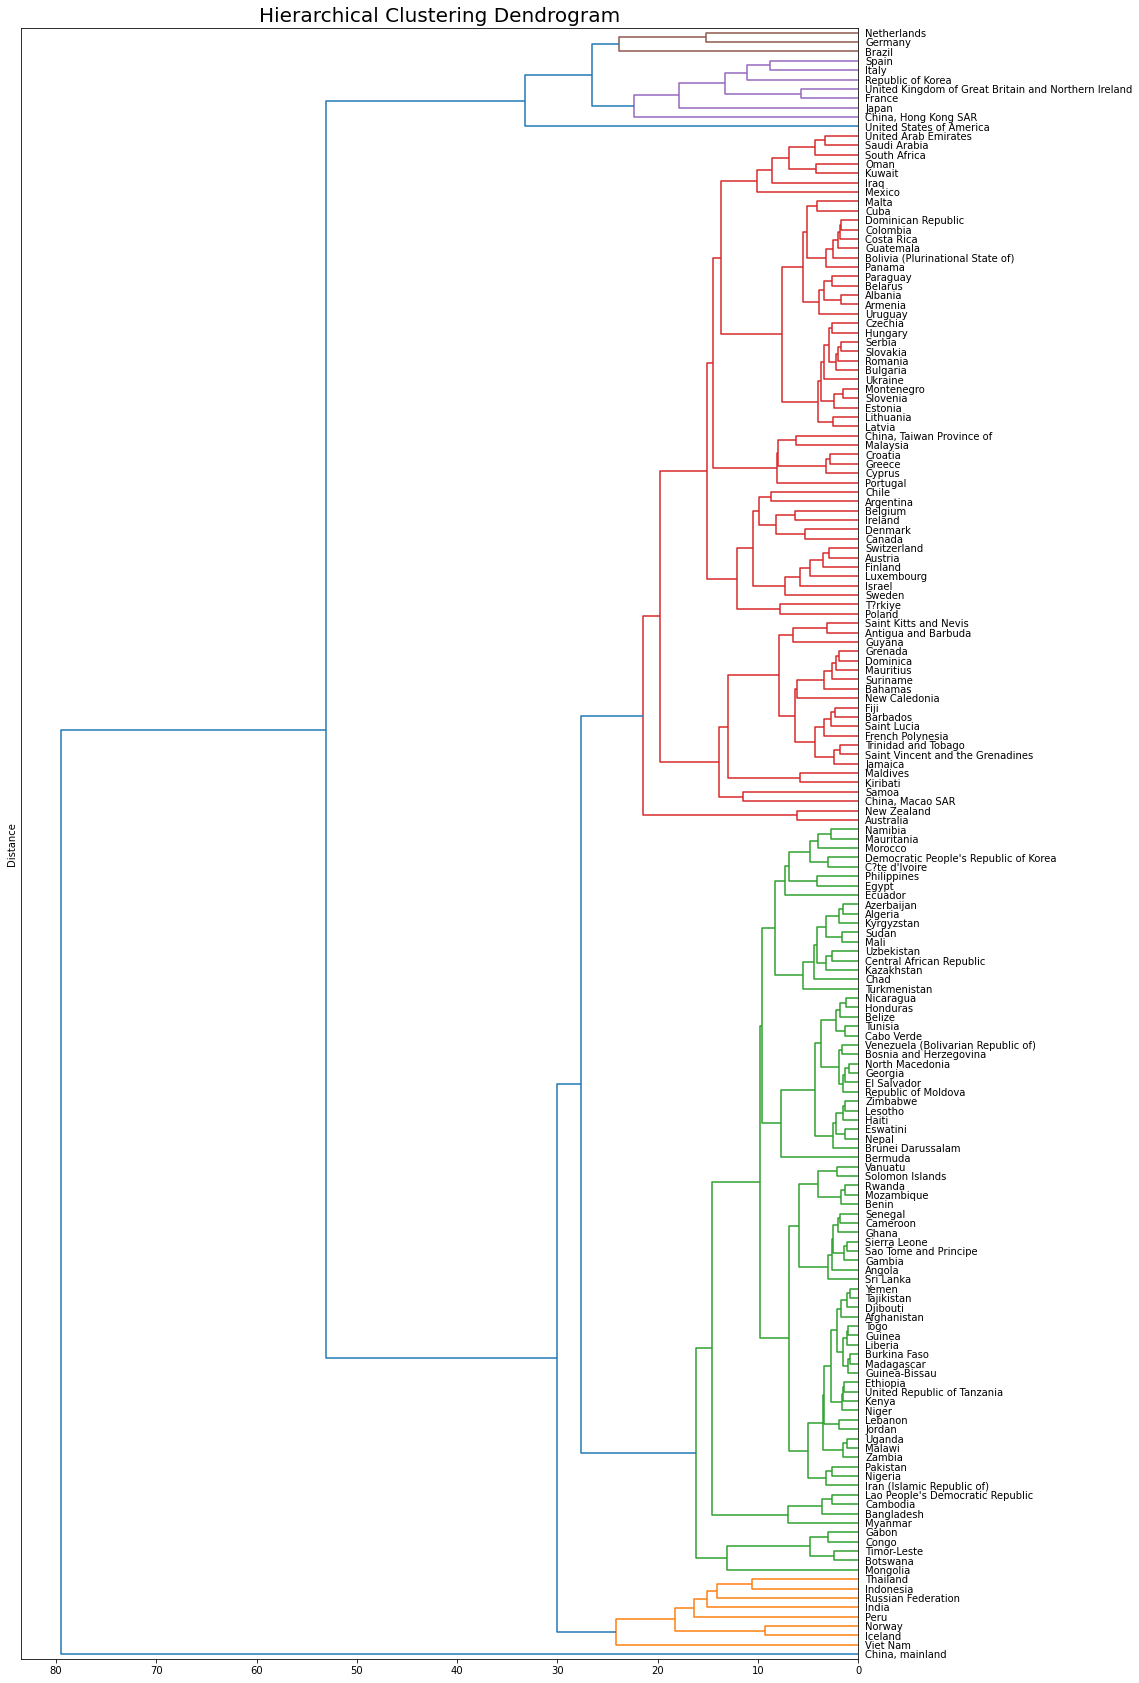 Hierarchical Clustering Dendrogram
Netherlands
Germany
Brazil
Spain
Italy
Republic of Korea
United Kingdom of Great Britain and Northern Ireland
France
Japan
China, Hong Kong SAR
United States of America
United Arab Emirates
Saudi Arabia
South Africa
Oman
Kuwait
Iraq
Mexico
Malta
Cuba
Dominican Republic
Colombia
Costa Rica
Guatemala
Bolivia (Plurinational State of)
Panama
Paraguay
Belarus
Albania
Armenia
Uruguay
Czechia
Hungary
Serbia
Slovakia
Romania
Bulgaria
Ukraine
Montenegro
Slovenia
Estonia
Lithuania
Latvia
China, Taiwan Province of
Malaysia
Croatia
Greece
Cyprus
Portugal
Chile
Argentina
Belgium
Ireland
Denmark
Canada
Switzerland
Austria
Finland
Luxembourg
Israel
Sweden
T?rkiye
Poland
Saint Kitts and Nevis
Antigua and Barbuda
Guyana
Grenada
Dominica
Mauritius
Suriname
Bahamas
New Caledonia
Fiji
Barbados
Saint Lucia
French Polynesia
Trinidad and Tobago
Saint Vincent and the Grenadines
Jamaica
Maldives
Kiribati
Samoa
China, Macao SAR
New Zealand
Australia
Namibia
Mauritania
Morocco
Democratic People's Republic of Korea
C?te d'Ivoire
Philippines
Egypt
Ecuador
Azerbaijan
Algeria
Kyrgyzstan
Sudan
Mali
Uzbekistan
Central African Republic
Kazakhstan
Chad
Turkmenistan
Nicaragua
Honduras
Belize
Tunisia
Cabo Verde
Venezuela (Bolivarian Republic of)
Bosnia and Herzegovina
North Macedonia
Georgia
El Salvador
Republic of Moldova
Zimbabwe
Lesotho
Haiti
Eswatini
Nepal
Brunei Darussalam
Bermuda
Vanuatu
Solomon Islands
Rwanda
Mozambique
Benin
Senegal
Cameroon
Ghana
Sierra Leone
Sao Tome and Principe
Gambia
Angola
Sri Lanka
Yemen
Tajikistan
Djibouti
Afghanistan
Togo
Guinea
Liberia
Burkina Faso
Madagascar
Guinea-Bissau
Ethiopia
United Republic of Tanzania
Kenya
Niger
Lebanon
Jordan
Uganda
Malawi
Zambia
Pakistan
Nigeria
Iran (Islamic Republic of)
Lao People's Democratic Republic
Cambodia
Bangladesh
Myanmar
Gabon
Congo
Timor-Leste
Botswana
Mongolia
Thailand
Indonesia
Russian Federation
India
Peru
Norway
Iceland
Viet Nam
China, mainland
Distance
80 70 60 50 40 30 20 10 0